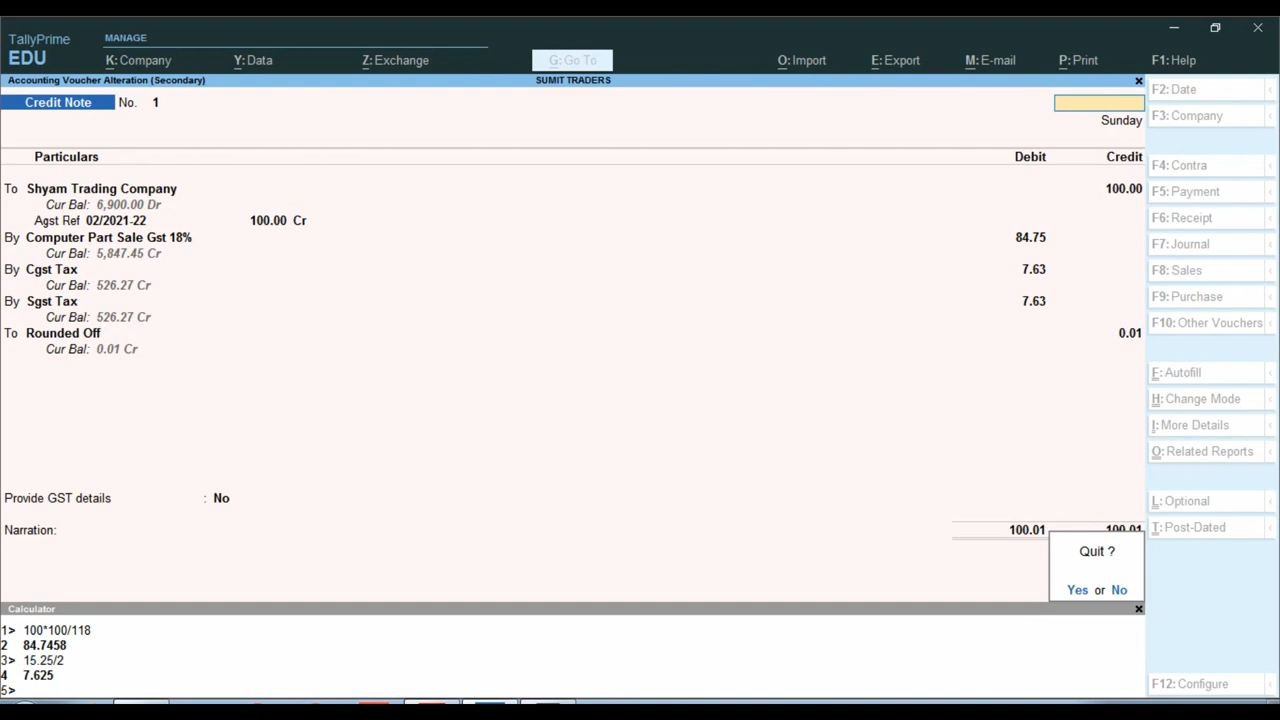 TallyPrime
EDU
MANAGE
K: Company
Y: Data
Z: Exchange
G: Go To
O: Import
E: Export
M: E-mail
P: Print
F1: Help
Accounting Voucher Alteration (Secondary)
SUMIT TRADERS
Credit Note No. 1
Sunday
Particulars Debit Credit
To Shyam Trading Company 100.00
Cur Bal: 6,900.00 Dr
Agst Ref 02/2021-22 100.00 Cr
By Computer Part Sale Gst 18% 84.75
Cur Bal: 5,847.45 Cr
By Cgst Tax 7.63
Cur Bal: 526.27 Cr
By Sgst Tax 7.63
Cur Bal: 526.27 Cr
To Rounded Off 0.01
Cur Bal: 0.01 Cr
Provide GST details : No
Narration: 100.01 100.01
Quit ?
Yes or No
F2: Date
F3: Company
F4: Contra
F5: Payment
F6: Receipt
F7: Journal
F8: Sales
F9: Purchase
F10: Other Vouchers
F: Autofill
H: Change Mode
I: More Details
O: Related Reports
L: Optional
T: Post-Dated
F12: Configure
Calculator
1> 100*100/118
2 84.7458
3> 15.25/2
4 7.625
5>